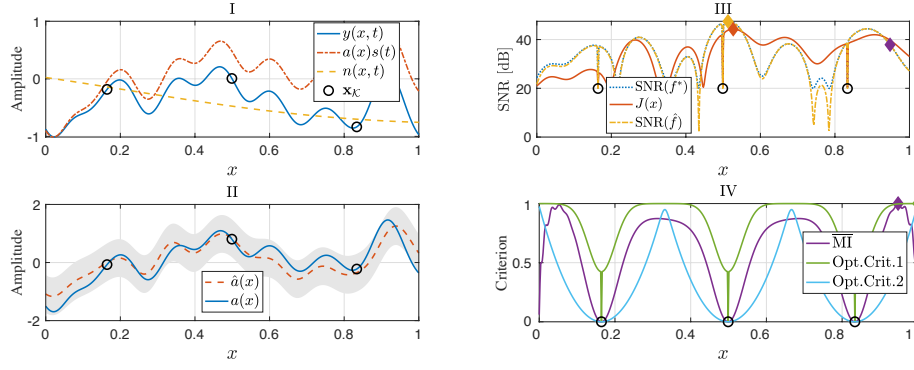 I
Amplitude
1
0
-1
0
0.2
0.4
0.6
0.8
1
x
y(x, t)
a(x)s(t)
n(x, t)
x_𝒦
III
SNR [dB]
40
20
0
0
0.2
0.4
0.6
0.8
1
x
SNR(f*)
J(x)
SNR(f̂)
II
Amplitude
2
0
-2
0
0.2
0.4
0.6
0.8
1
x
â(x)
a(x)
IV
Criterion
1
0.5
0
0
0.2
0.4
0.6
0.8
1
x
M̅I̅
Opt.Crit.1
Opt.Crit.2